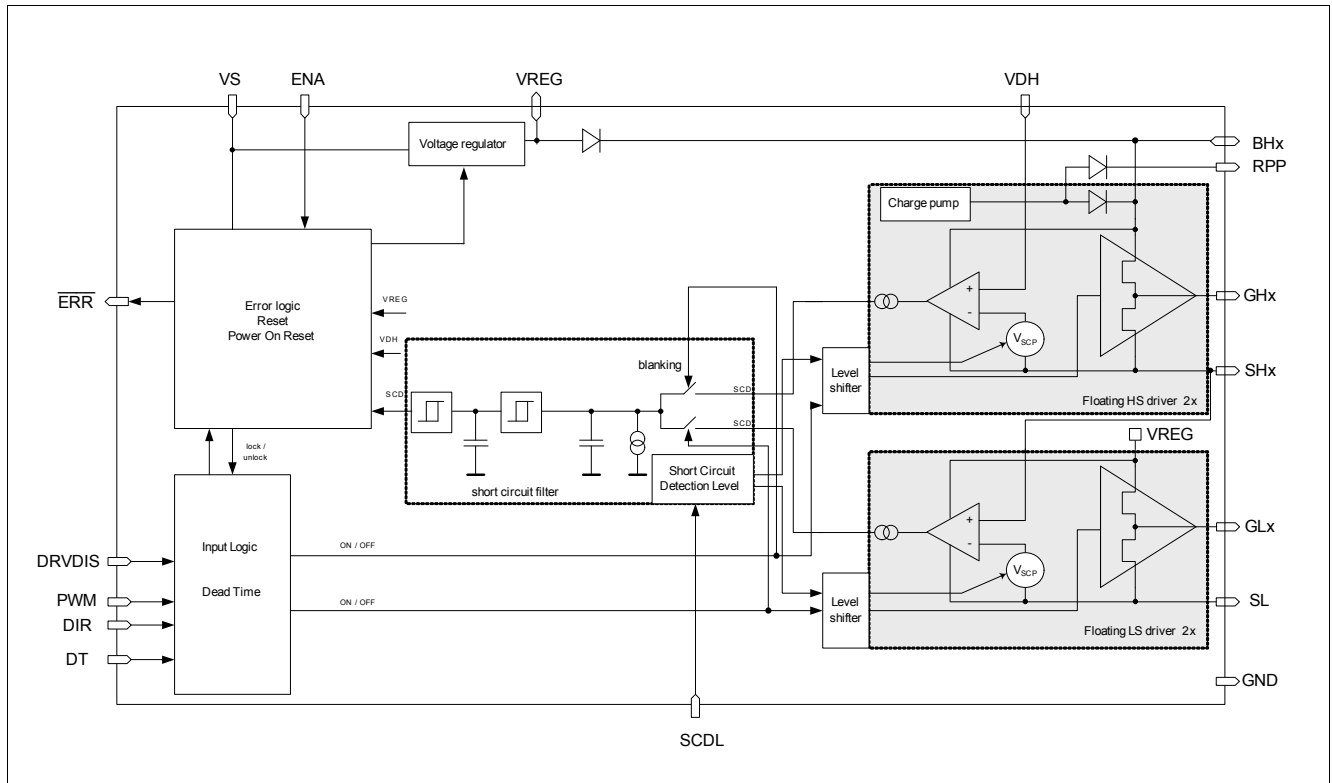 VS
ENA
VREG
VDH
Voltage regulator
BHx
RPP
Charge pump
ERR
Error logic
Reset
Power On Reset
VREG
VDH
SCD
+
-
VSCP
GHx
SHx
Level
shifter
Floating HS driver 2x
blanking
SCD
SCD
short circuit filter
Short Circuit
Detection Level
lock /
unlock
VREG
+
-
VSCP
GLx
SL
Level
shifter
Floating LS driver 2x
Input Logic
Dead Time
ON / OFF
ON / OFF
DRVDIS
PWM
DIR
DT
GND
SCDL